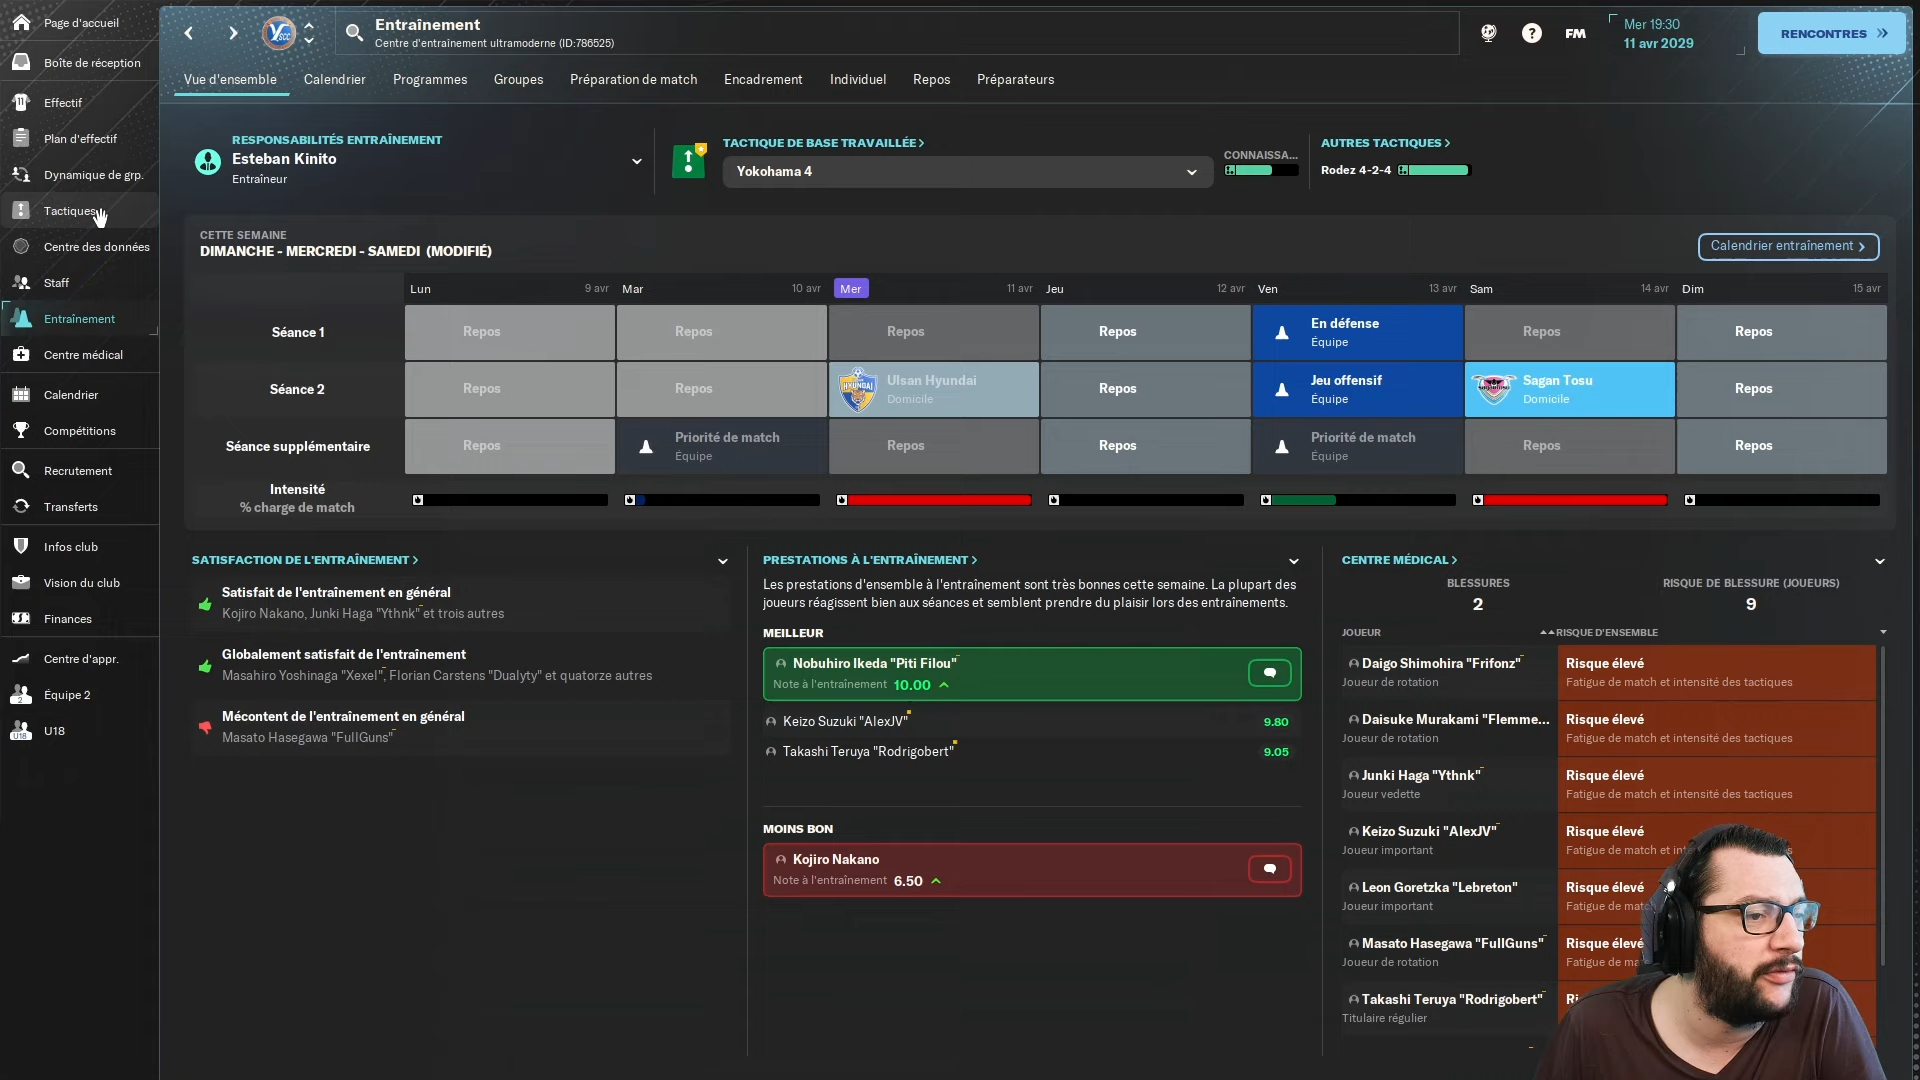 Page d'accueil
Boîte de réception
Effectif
Plan d'effectif
Dynamique de grp.
Tactiques
Centre des données
Staff
Entraînement
Centre médical
Calendrier
Compétitions
Recrutement
Transferts
Infos club
Vision du club
Finances
Centre d'appr.
Équipe 2
U18
Entraînement
Centre d'entraînement ultramoderne (ID:786525)
FM
Mer 19:30
11 avr 2029
RENCONTRES
Vue d'ensemble Calendrier Programmes Groupes Préparation de match Encadrement Individuel Repos Préparateurs
RESPONSABILITÉS ENTRAÎNEMENT
Esteban Kinito
Entraîneur
TACTIQUE DE BASE TRAVAILLÉE
Yokohama 4
CONNAISSA...
AUTRES TACTIQUES
Rodez 4-2-4
CETTE SEMAINE
DIMANCHE - MERCREDI - SAMEDI (MODIFIÉ)
Calendrier entraînement
Lun 9 avr Mar 10 avr Mer 11 avr Jeu 12 avr Ven 13 avr Sam 14 avr Dim 15 avr
Séance 1 Repos Repos Repos Repos En défense Équipe Repos Repos
Séance 2 Repos Repos Ulsan Hyundai Domicile Repos Jeu offensif Équipe Sagan Tosu Domicile Repos
Séance supplémentaire Repos Priorité de match Équipe Repos Repos Priorité de match Équipe Repos Repos
Intensité
% charge de match
SATISFACTION DE L'ENTRAÎNEMENT
Satisfait de l'entraînement en général
Kojiro Nakano, Junki Haga "Ythnk" et trois autres
Globalement satisfait de l'entraînement
Masahiro Yoshinaga "Xexel", Florian Carstens "Dualyty" et quatorze autres
Mécontent de l'entraînement en général
Masato Hasegawa "FullGuns"
PRESTATIONS À L'ENTRAÎNEMENT
Les prestations d'ensemble à l'entraînement sont très bonnes cette semaine. La plupart des
joueurs réagissent bien aux séances et semblent prendre du plaisir lors des entraînements.
MEILLEUR
Nobuhiro Ikeda "Piti Filou"
Note à l'entraînement 10.00
Keizo Suzuki "AlexJV" 9.80
Takashi Teruya "Rodrigobert" 9.05
MOINS BON
Kojiro Nakano
Note à l'entraînement 6.50
CENTRE MÉDICAL
BLESSURES RISQUE DE BLESSURE (JOUEURS)
2 9
JOUEUR RISQUE D'ENSEMBLE
Daigo Shimohira "Frifonz" Risque élevé
Joueur de rotation Fatigue de match et intensité des tactiques
Daisuke Murakami "Flemme... Risque élevé
Joueur de rotation Fatigue de match et intensité des tactiques
Junki Haga "Ythnk" Risque élevé
Joueur vedette Fatigue de match et intensité des tactiques
Keizo Suzuki "AlexJV" Risque élevé
Joueur important Fatigue de match et
Leon Goretzka "Lebreton" Risque élevé
Joueur important Fatigue de
Masato Hasegawa "FullGuns" Risque élevé
Joueur de rotation Fatigue de
Takashi Teruya "Rodrigobert"
Titulaire régulier